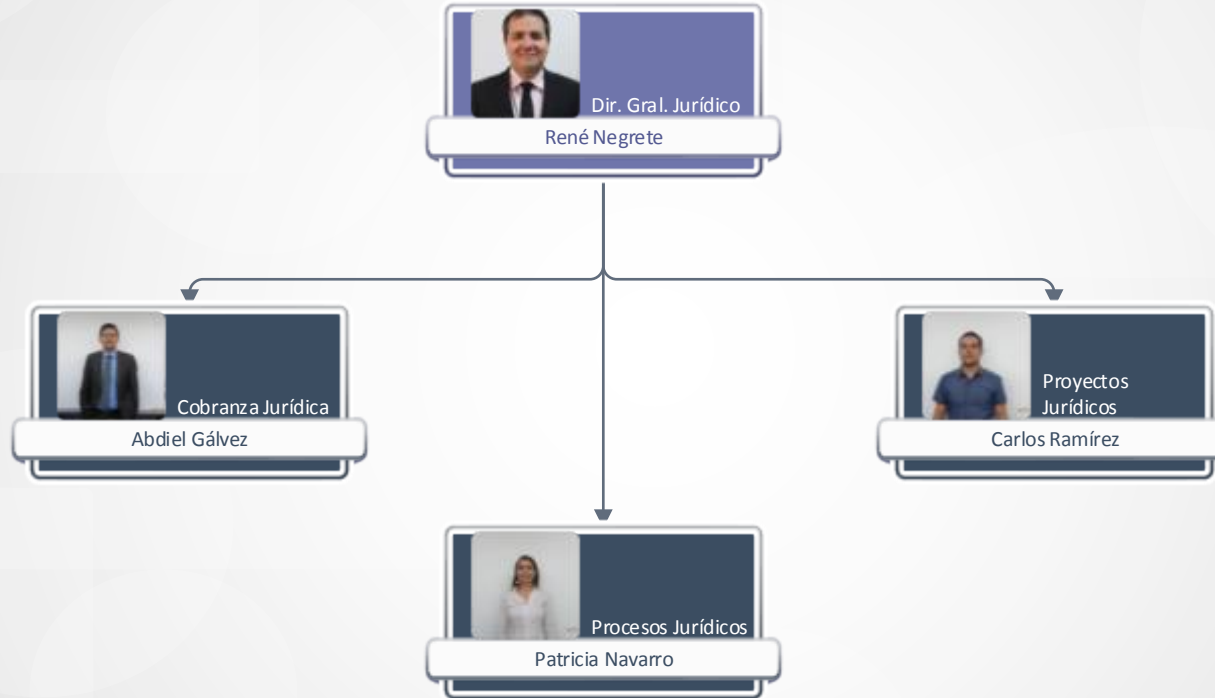 Dir. Gral. Jurídico
René Negrete
Cobranza Jurídica
Abdiel Gálvez
Proyectos
Jurídicos
Carlos Ramírez
Procesos Jurídicos
Patricia Navarro